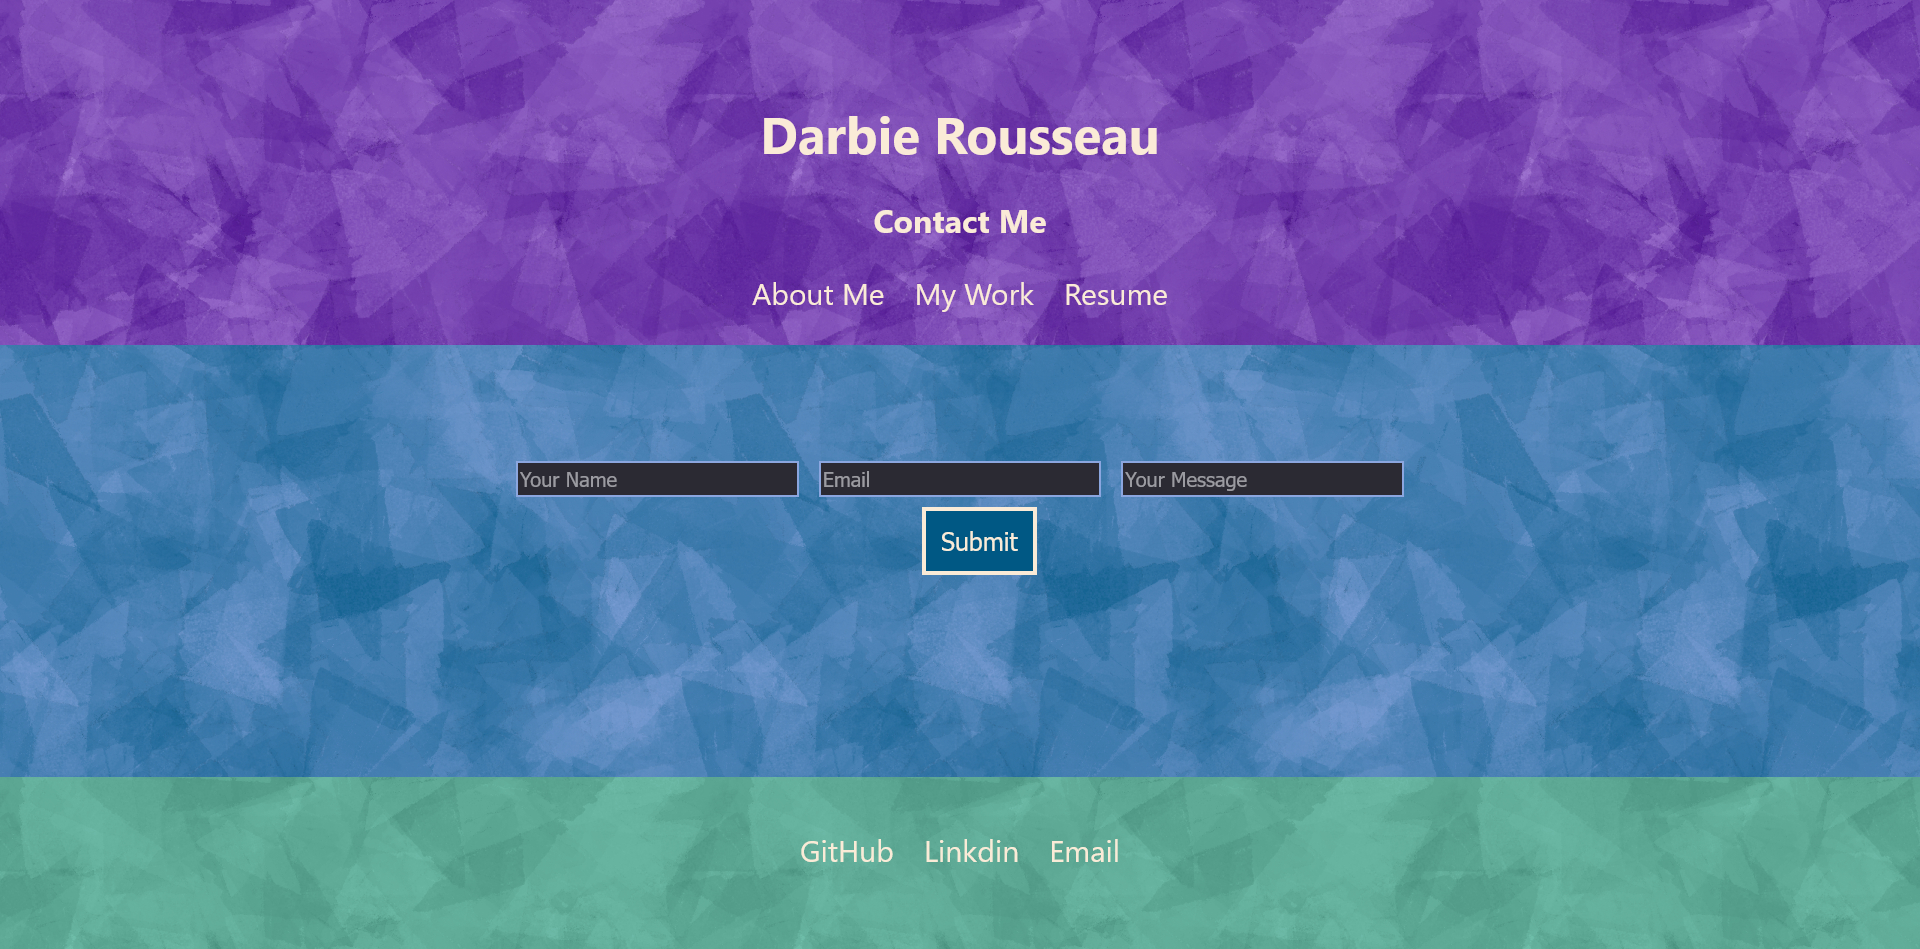 Darbie Rousseau
Contact Me
About Me My Work Resume
Your Name Email Your Message
Submit
GitHub Linkdin Email